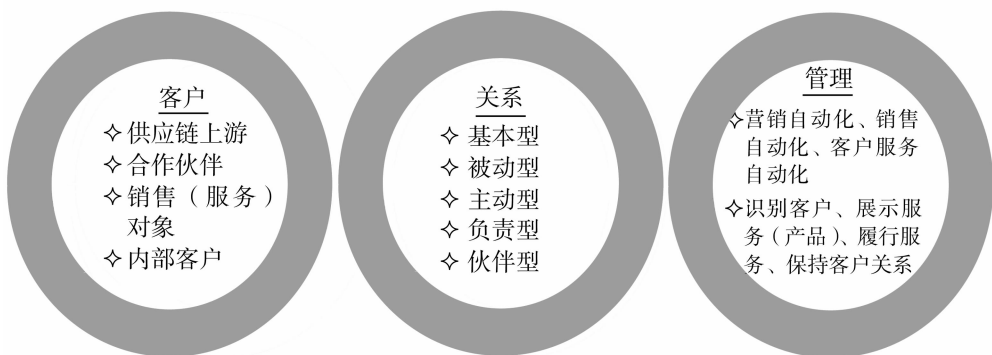 客户
✧供应链上游
✧合作伙伴
✧销售（服务）
对象
✧内部客户
关系
✧基本型
✧被动型
✧主动型
✧负责型
✧伙伴型
管理
✧营销自动化、销售
自动化、客户服务
自动化
✧识别客户、展示服
务（产品）、履行服
务、保持客户关系